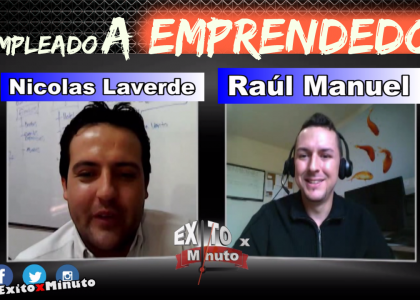 MPLEADO A EMPRENDEDO
Nicolas Laverde
Raúl Manuel
EXITO x
Minuto
ExitoxMinuto